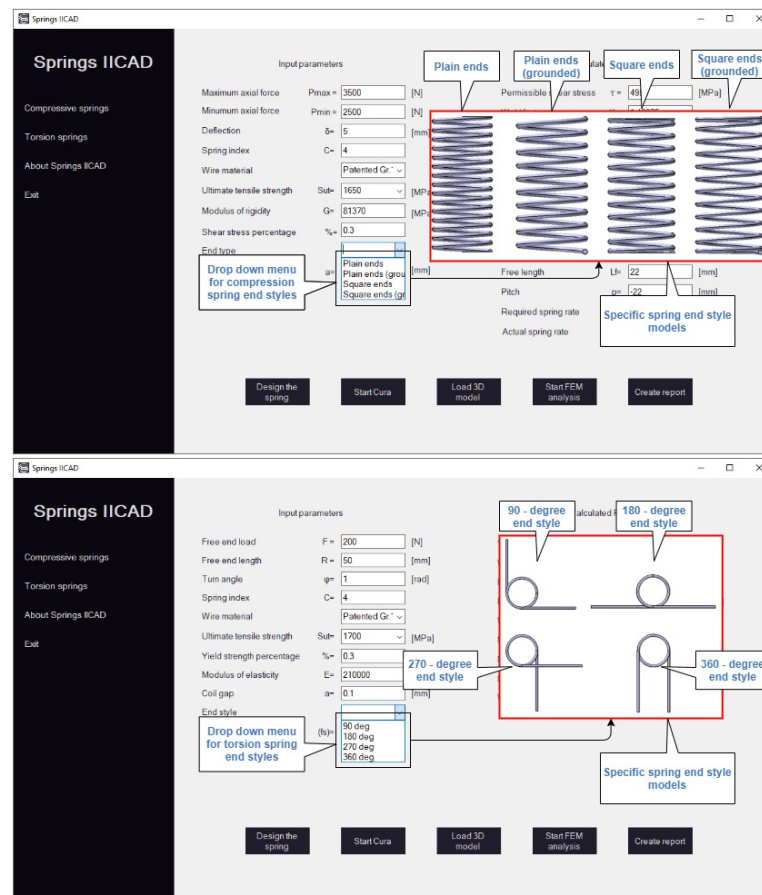 Springs IICAD
Springs IICAD
Compressive springs
Torsion springs
About Springs IICAD
Exit
Input parameters
Plain ends
Plain ends
(grounded)
Square ends
Square ends
(grounded)
Maximum axial force Pmax = 3500 [N]
Permissible shear stress τ = [MPa]
Minumum axial force Pmin = 2500 [N]
Deflection δ= 5 [mm]
Spring index C= 4
Wire material Patented Gr.
Ultimate tensile strength Sut= 1650
Modulus of rigidity G= 81370
Shear stress percentage %= 0.3
End type
Drop down menu
for compression
spring end styles
a= [mm]
Plain ends
Plain ends (grou
Square ends
Square ends (gr
Free length Lf= 22 [mm]
Pitch p= -22 [mm]
Required spring rate
Actual spring rate
Specific spring end style
models
Design the
spring
Start Cura
Load 3D
model
Start FEM
analysis
Create report
Springs IICAD
Springs IICAD
Compressive springs
Torsion springs
About Springs IICAD
Exit
Input parameters
90 - degree
end style
180 - degree
end style
Free end load F = 200 [N]
Free end length R = 50 [mm]
Turn angle φ= 1 [rad]
Spring index C= 4
Wire material Patented Gr.
Ultimate tensile strength Sut= 1700 [MPa]
Yield strength percentage %= 0.3
Modulus of elasticity E= 210000
Coil gap a= 0.1 [mm]
End style
270 - degree
end style
360 - degree
end style
Drop down menu
for torsion spring
end styles
(fs)=
90 deg
180 deg
270 deg
360 deg
Specific spring end style
models
Design the
spring
Start Cura
Load 3D
model
Start FEM
analysis
Create report